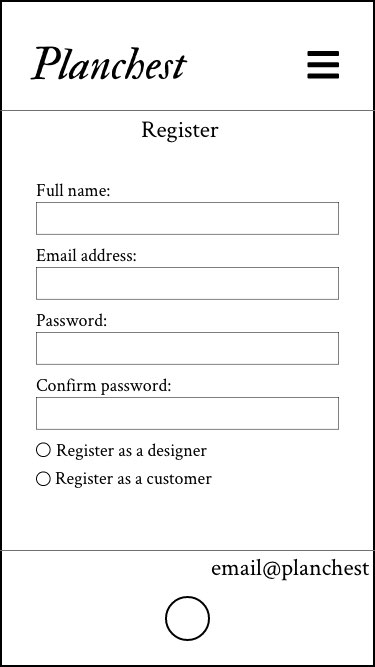 Planchest
Register
Full name:
Email address:
Password:
Confirm password:
Register as a designer
Register as a customer
email@planchest